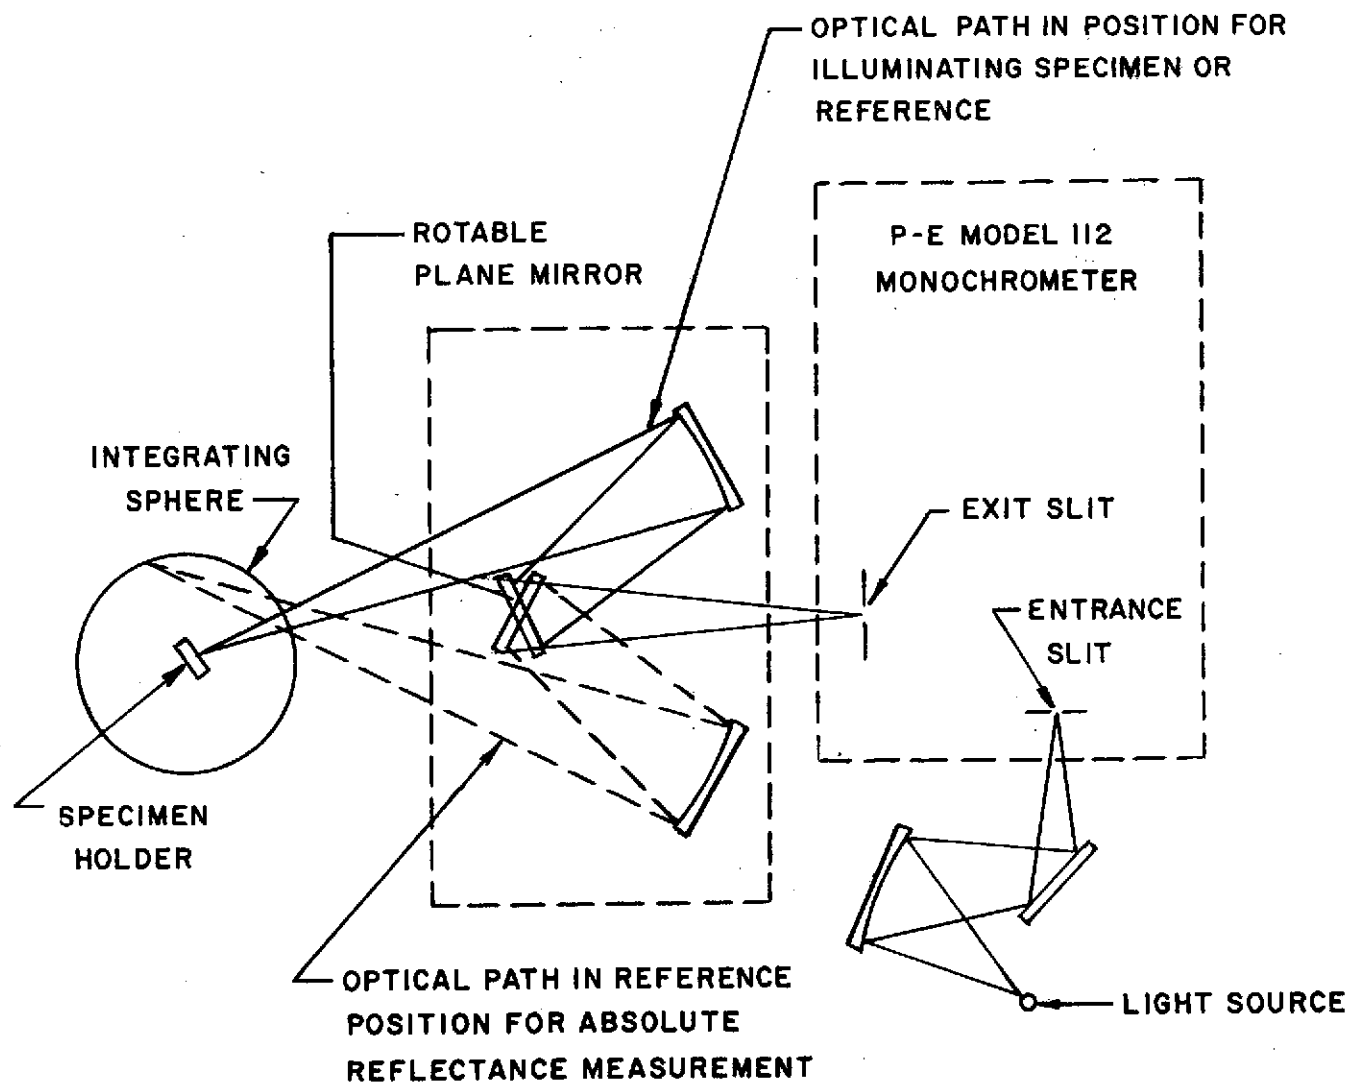 OPTICAL PATH IN POSITION FOR
ILLUMINATING SPECIMEN OR
REFERENCE
P-E MODEL 112
MONOCHROMETER
ROTABLE
PLANE MIRROR
INTEGRATING
SPHERE
EXIT SLIT
ENTRANCE
SLIT
SPECIMEN
HOLDER
OPTICAL PATH IN REFERENCE
POSITION FOR ABSOLUTE
REFLECTANCE MEASUREMENT
LIGHT SOURCE